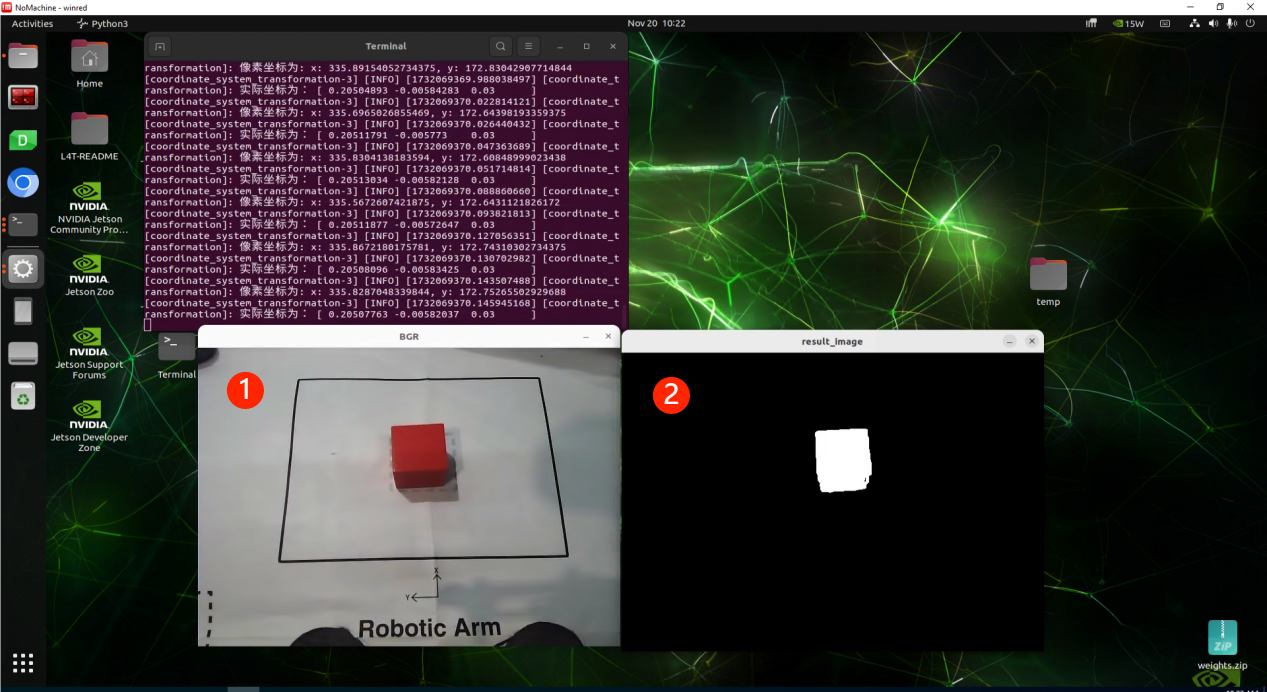 NoMachine - winred
Activities
Python3
Nov 20 10:22
15W
Terminal
ransformation]: 像素坐标为: x: 335.89154052734375, y: 172.83042907714844
[coordinate_system_transformation-3] [INFO] [1732069369.988038497] [coordinate_t
ransformation]: 实际坐标为： [ 0.20504893 -0.00584283 0.03 ]
[coordinate_system_transformation-3] [INFO] [1732069370.022814121] [coordinate_t
ransformation]: 像素坐标为: x: 335.6965026855469, y: 172.64398193359375
[coordinate_system_transformation-3] [INFO] [1732069370.026440432] [coordinate_t
ransformation]: 实际坐标为： [ 0.20511791 -0.005773 0.03 ]
[coordinate_system_transformation-3] [INFO] [1732069370.047363689] [coordinate_t
ransformation]: 像素坐标为: x: 335.8304138183594, y: 172.60848999023438
[coordinate_system_transformation-3] [INFO] [1732069370.051714814] [coordinate_t
ransformation]: 实际坐标为： [ 0.20513034 -0.00582128 0.03 ]
[coordinate_system_transformation-3] [INFO] [1732069370.088860660] [coordinate_t
ransformation]: 像素坐标为: x: 335.5672607421875, y: 172.6431121826172
[coordinate_system_transformation-3] [INFO] [1732069370.093821813] [coordinate_t
ransformation]: 实际坐标为： [ 0.20511877 -0.00572647 0.03 ]
[coordinate_system_transformation-3] [INFO] [1732069370.127056351] [coordinate_t
ransformation]: 像素坐标为: x: 335.8672180175781, y: 172.74310302734375
[coordinate_system_transformation-3] [INFO] [1732069370.130702982] [coordinate_t
ransformation]: 实际坐标为： [ 0.20508096 -0.00583425 0.03 ]
[coordinate_system_transformation-3] [INFO] [1732069370.143507488] [coordinate_t
ransformation]: 像素坐标为: x: 335.8287048339844, y: 172.75265502929688
[coordinate_system_transformation-3] [INFO] [1732069370.145945168] [coordinate_t
ransformation]: 实际坐标为： [ 0.20507763 -0.00582037 0.03 ]
Home
L4T-README
NVIDIA.
NVIDIA Jetson
Community Pro...
NVIDIA.
Jetson Zoo
NVIDIA.
Jetson Support
Forums
NVIDIA.
Jetson Developer
Zone
D
>_
>_
Terminal
temp
ZIP
weights.zip
BGR
1
X
Y
Robotic Arm
result_image
2